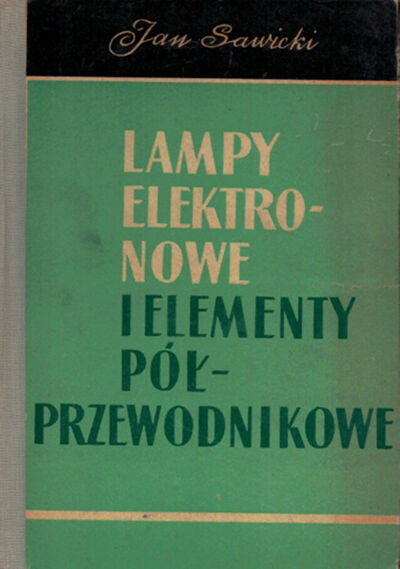 Jan Sawicki
LAMPY
ELEKTRO-
NOWE
I ELEMENTY
PÓŁ-
PRZEWODNIKOWE